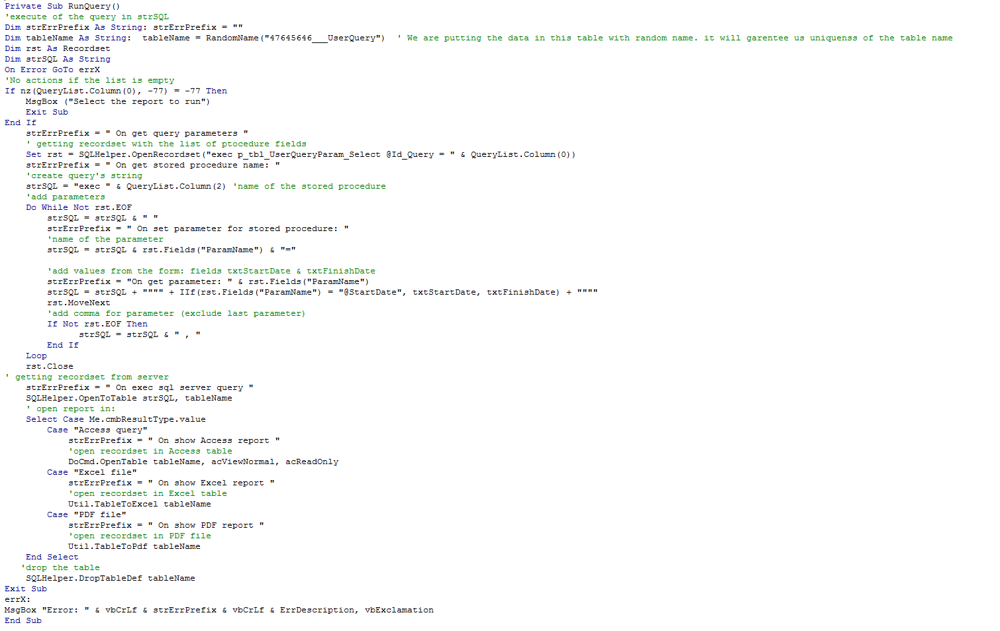 Private Sub RunQuery()
'execute of the query in strSQL
Dim strErrPrefix As String: strErrPrefix = ""
Dim tableName As String:  tableName = RandomName("47645646___UserQuery")  ' We are putting the data in this table with random name. it will garentee us uniquenss of the table name
Dim rst As Recordset
Dim strSQL As String
On Error GoTo errX
'No actions if the list is empty
If nz(QueryList.Column(0), -77) = -77 Then
    MsgBox ("Select the report to run")
    Exit Sub
End If
    strErrPrefix = " On get query parameters "
    ' getting recordset with the list of ptocedure fields
    Set rst = SQLHelper.OpenRecordset("exec p_tbl_UserQueryParam_Select @Id_Query = " & QueryList.Column(0))
    strErrPrefix = " On get stored procedure name: "
    'create query's string
    strSQL = "exec " & QueryList.Column(2) 'name of the stored procedure
    'add parameters
    Do While Not rst.EOF
        strSQL = strSQL & " "
        strErrPrefix = " On set parameter for stored procedure: "
        'name of the parameter
        strSQL = strSQL & rst.Fields("ParamName") & "="
        'add values from the form: fields txtStartDate & txtFinishDate
        strErrPrefix = "On get parameter: " & rst.Fields("ParamName")
        strSQL = strSQL + """" + IIf(rst.Fields("ParamName") = "@StartDate", txtStartDate, txtFinishDate) + """"
        rst.MoveNext
        'add comma for parameter (exclude last parameter)
        If Not rst.EOF Then
              strSQL = strSQL & " , "
        End If
    Loop
    rst.Close
' getting recordset from server
    strErrPrefix = " On exec sql server query "
    SQLHelper.OpenToTable strSQL, tableName
    ' open report in:
    Select Case Me.cmbResultType.value
        Case "Access query"
            strErrPrefix = " On show Access report "
            'open recordset in Access table
            DoCmd.OpenTable tableName, acViewNormal, acReadOnly
        Case "Excel file"
            strErrPrefix = " On show Excel report "
            'open recordset in Excel table
            Util.TableToExcel tableName
        Case "PDF file"
            strErrPrefix = " On show PDF report "
            'open recordset in PDF file
            Util.TableToPdf tableName
    End Select
   'drop the table
    SQLHelper.DropTableDef tableName
Exit Sub
errX:
MsgBox "Error: " & vbCrLf & strErrPrefix & vbCrLf & ErrDescription, vbExclamation
End Sub